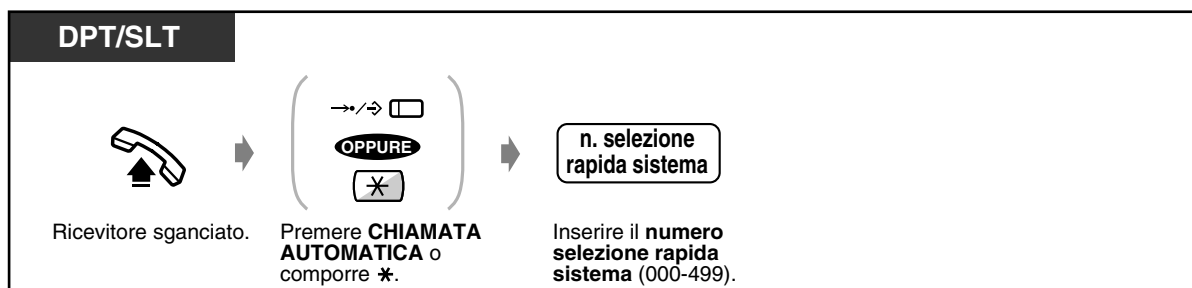 DPT/SLT
OPPURE
n. selezione
rapida sistema
Ricevitore sganciato.
Premere CHIAMATA
AUTOMATICA o
comporre *.
Inserire il numero
selezione rapida
sistema (000-499).